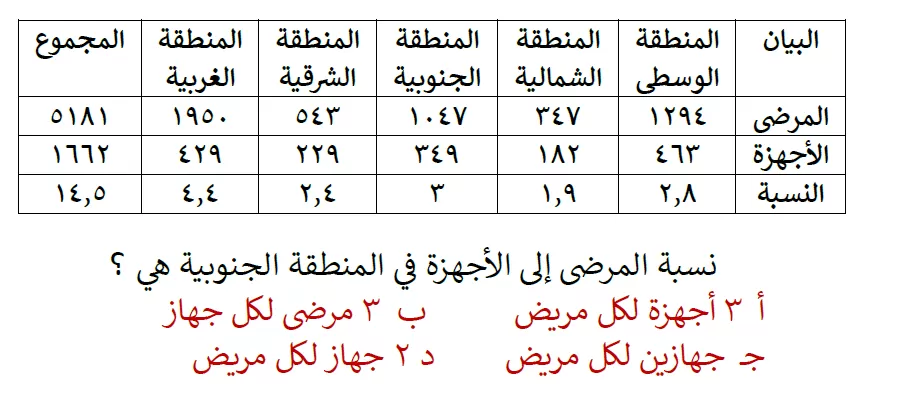 البيان المنطقة الوسطى المنطقة الشمالية المنطقة الجنوبية المنطقة الشرقية المنطقة الغربية المجموع
المرضى ١٢٩٤ ٣٤٧ ١٠٤٧ ٥٤٣ ١٩٥٠ ٥١٨١
الأجهزة ٤٦٣ ١٨٢ ٣٤٩ ٢٢٩ ٤٢٩ ١٦٦٢
النسبة ٢,٨ ١,٩ ٣ ٢,٤ ٤,٤ ١٤,٥
نسبة المرضى إلى الأجهزة في المنطقة الجنوبية هي ؟
أ ٣ أجهزة لكل مريض ب ٣ مرضى لكل جهاز
جـ جهازين لكل مريض د ٢ جهاز لكل مريض